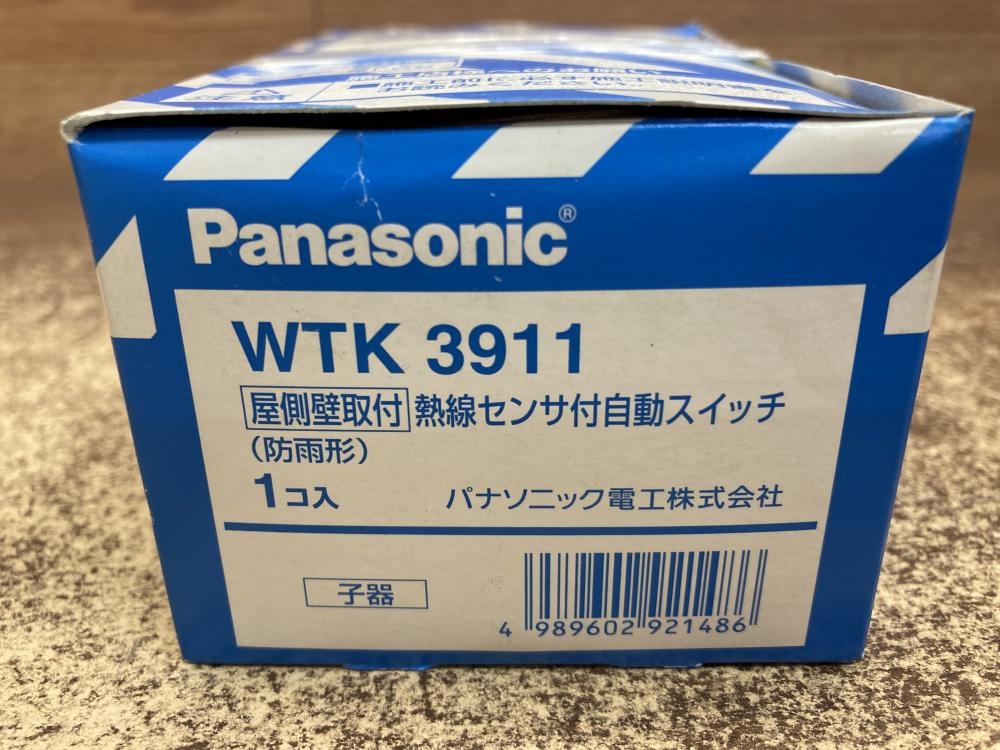 Panasonic®
WTK 3911
屋側壁取付 熱線センサ付自動スイッチ
(防雨形)
1コ入 パナソニック電工株式会社
子器
4 989602 921486